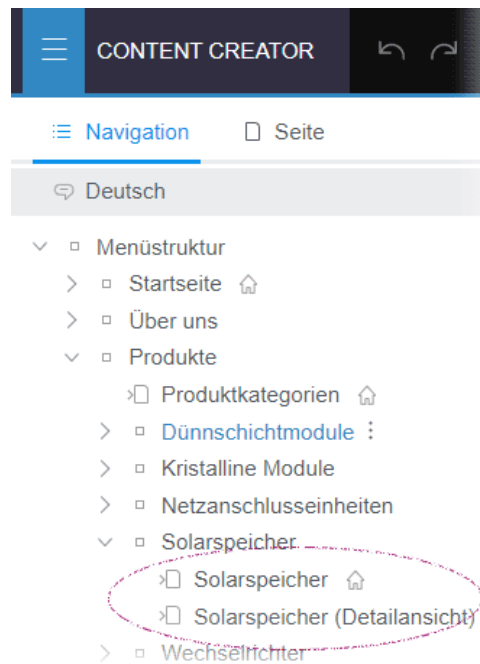 CONTENT CREATOR
Navigation Seite
Deutsch
Menüstruktur
Startseite
Über uns
Produkte
Produktkategorien
Dünnschichtmodule
Kristalline Module
Netzanschlusseinheiten
Solarspeicher
Solarspeicher
Solarspeicher (Detailansicht)
Wechselrichter